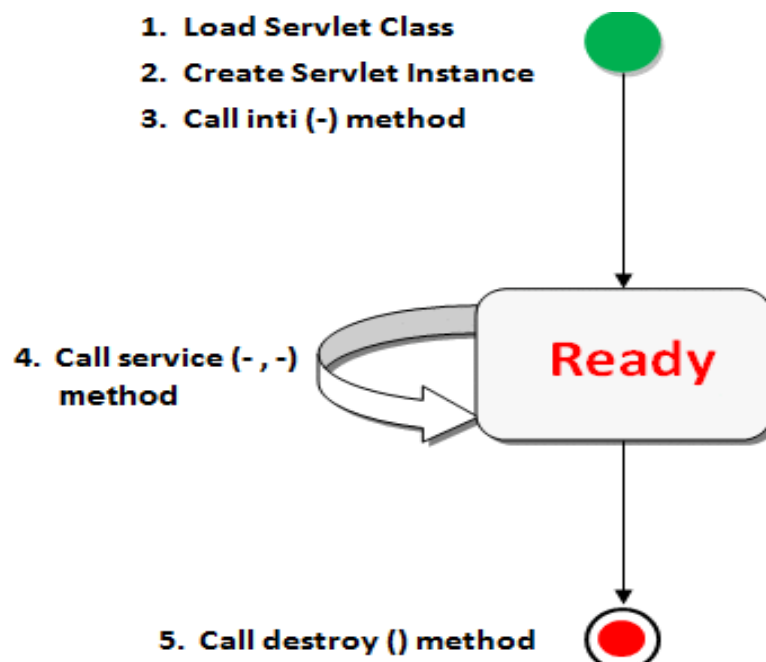 1. Load Servlet Class
2. Create Servlet Instance
3. Call inti (-) method
4. Call service (- , -)
method
Ready
5. Call destroy () method